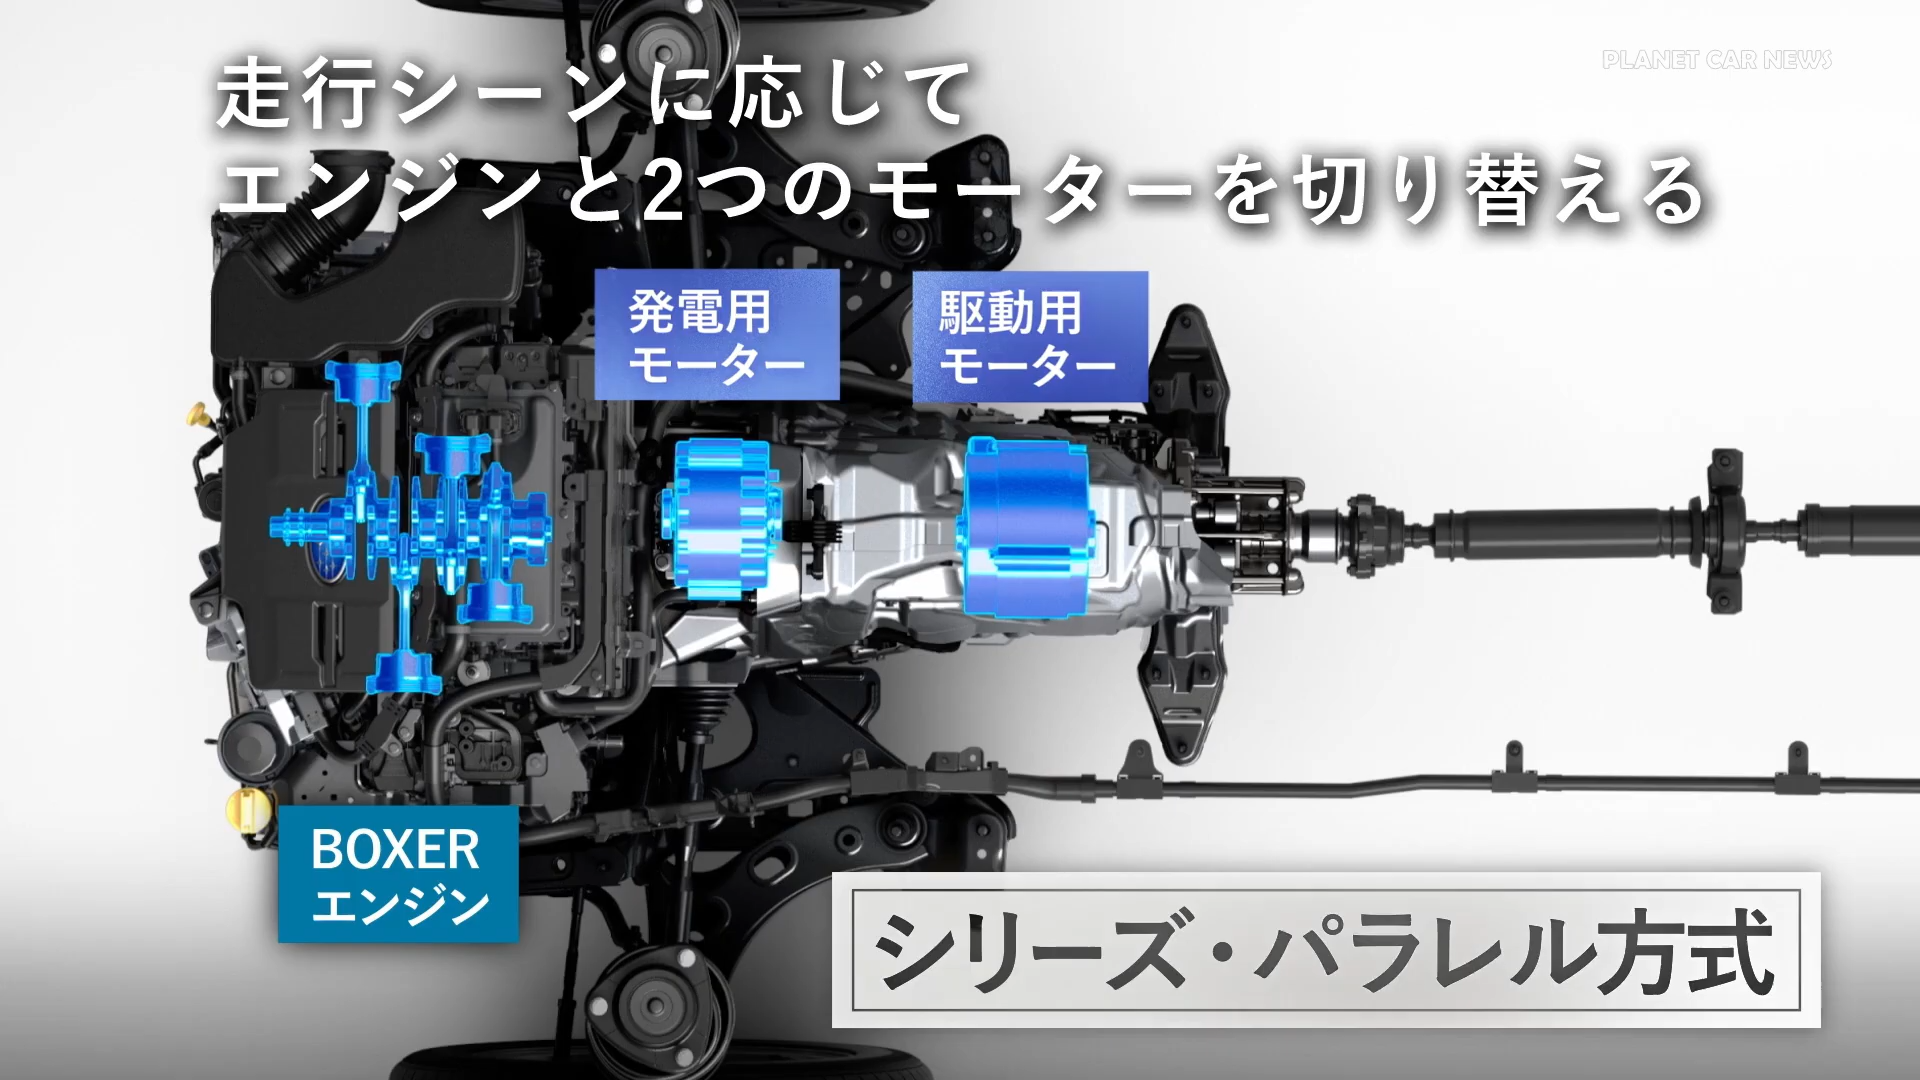 PLANET CAR NEWS
走行シーンに応じて
エンジンと2つのモーターを切り替える
発電用
モーター
駆動用
モーター
BOXER
エンジン
シリーズ・パラレル方式